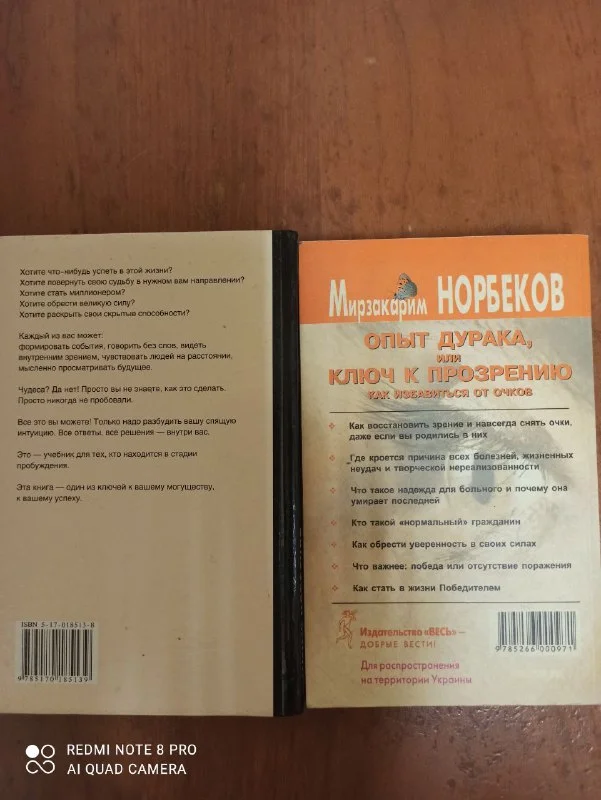 Хотите что-нибудь успеть в этой жизни?
Хотите повернуть свою судьбу в нужном вам направлении?
Хотите стать миллионером?
Хотите обрести великую силу?
Хотите раскрыть свои скрытые способности?
Каждый из вас может:
формировать события, говорить без слов, видеть
внутренним зрением, чувствовать людей на расстоянии,
мысленно просматривать будущее.
Чудеса? Да нет! Просто вы не знаете, как это сделать.
Просто никогда не пробовали.
Все это вы можете! Только надо разбудить вашу спящую
интуицию. Все ответы, все решения — внутри вас.
Это — учебник для тех, кто находится в стадии
пробуждения.
Эта книга — один из ключей к вашему могуществу,
к вашему успеху.
ISBN 5-17-018513-8
9785170185139
Мирзакарим НОРБЕКОВ
ОПЫТ ДУРАКА,
ИЛИ
КЛЮЧ К ПРОЗРЕНИЮ
КАК ИЗБАВИТЬСЯ ОТ ОЧКОВ
Как восстановить зрение и навсегда снять очки,
даже если вы родились в них
Где кроется причина всех болезней, жизненных
неудач и творческой нереализованности
Что такое надежда для больного и почему она
умирает последней
Кто такой «нормальный» гражданин
Как обрести уверенность в своих силах
Что важнее: победа или отсутствие поражения
Как стать в жизни Победителем
Издательство «ВЕСЬ» —
ДОБРЫЕ ВЕСТИ!
Для распространения
на территории Украины
9785266000971
REDMI NOTE 8 PRO
AI QUAD CAMERA